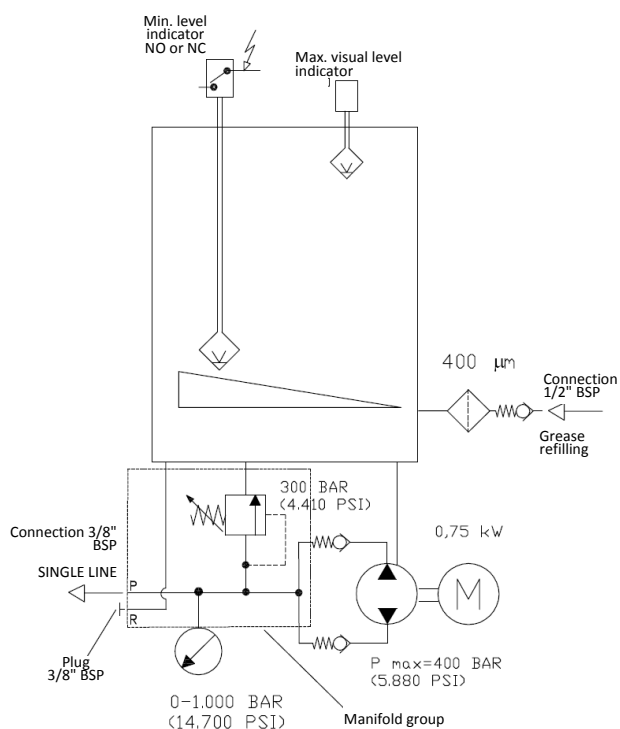 Min. level
indicator
NO or NC
Max. visual level
indicator
400 μm
Connection
1/2" BSP
Grease
refilling
300 BAR
(4.410 PSI)
Connection 3/8"
BSP
0,75 kW
SINGLE LINE
P
R
M
Plug
3/8" BSP
P max=400 BAR
(5.880 PSI)
0-1.000 BAR
(14.700 PSI)
Manifold group